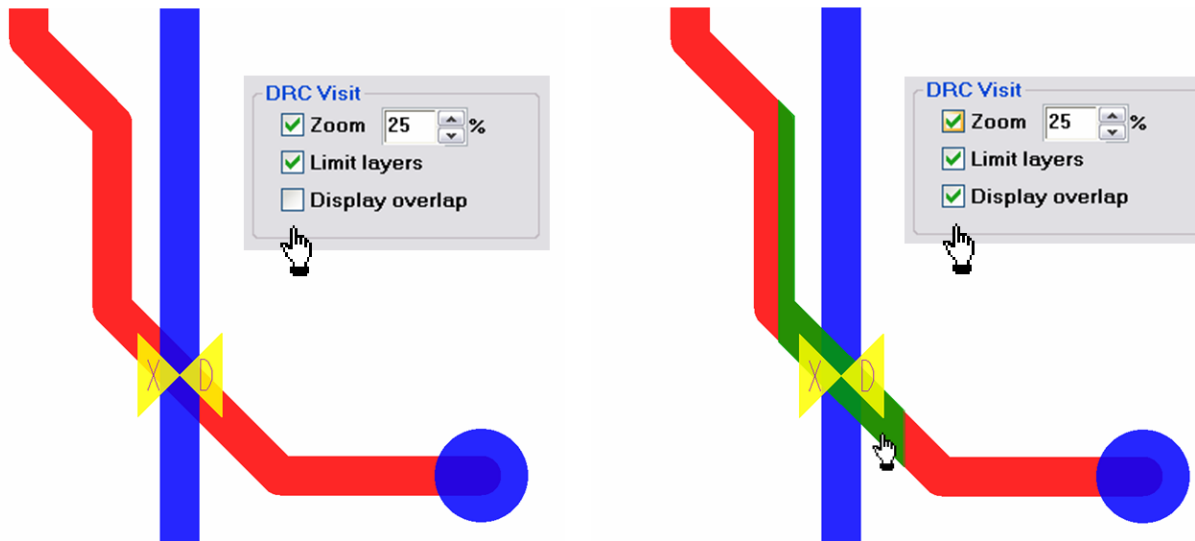 DRC Visit
Zoom 25 %
Limit layers
Display overlap
X D
DRC Visit
Zoom 25 %
Limit layers
Display overlap
X D